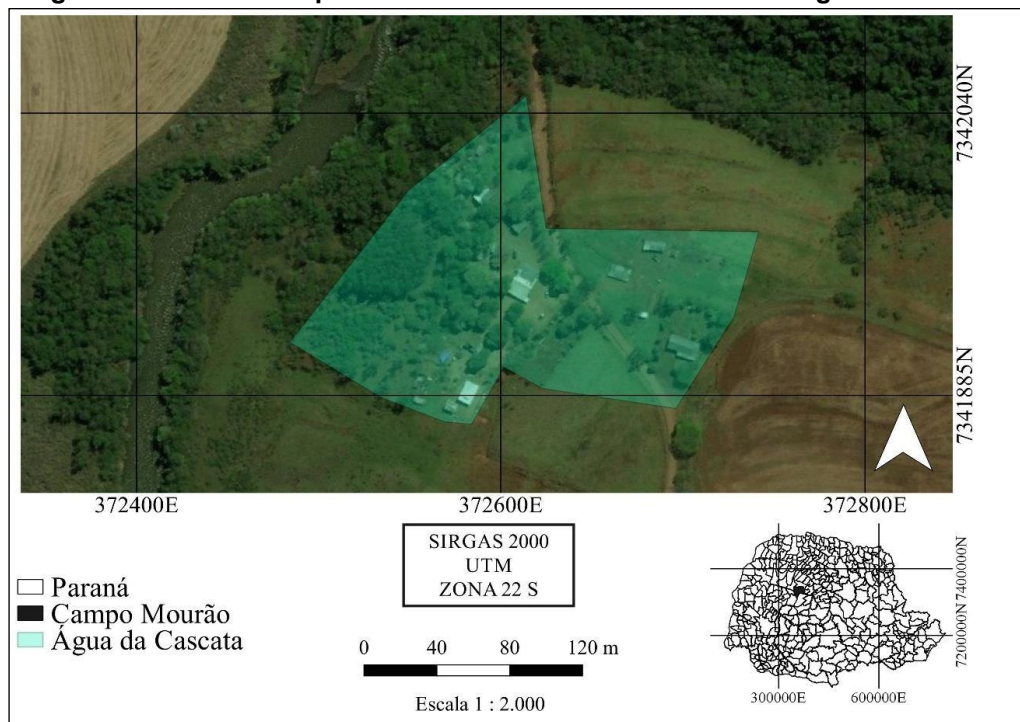 7342040N
7341885N
372400E
372600E
372800E
SIRGAS 2000
UTM
ZONA 22 S
Paraná
Campo Mourão
Água da Cascata
0 40 80 120 m
Escala 1 : 2.000
7400000N
7200000N
300000E
600000E